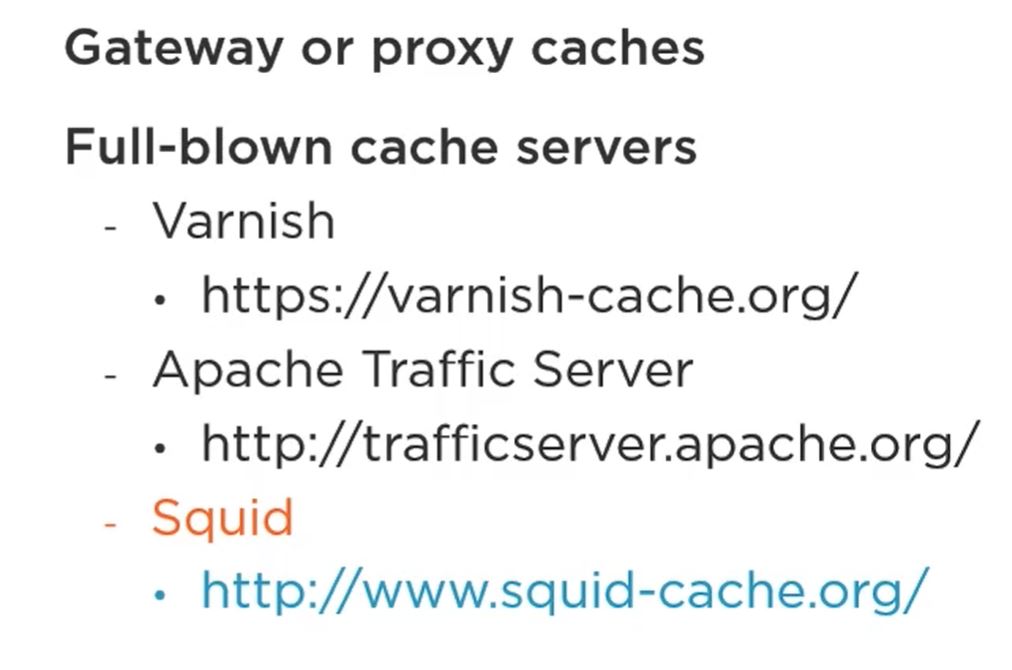 Gateway or proxy caches
Full-blown cache servers
- Varnish
• https://varnish-cache.org/
- Apache Traffic Server
• http://trafficserver.apache.org/
- Squid
• http://www.squid-cache.org/